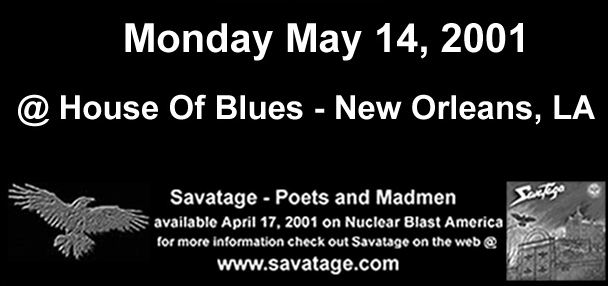 Monday May 14, 2001
@ House Of Blues - New Orleans, LA
Savatage - Poets and Madmen
available April 17, 2001 on Nuclear Blast America
for more information check out Savatage on the web @
www.savatage.com
Savatage